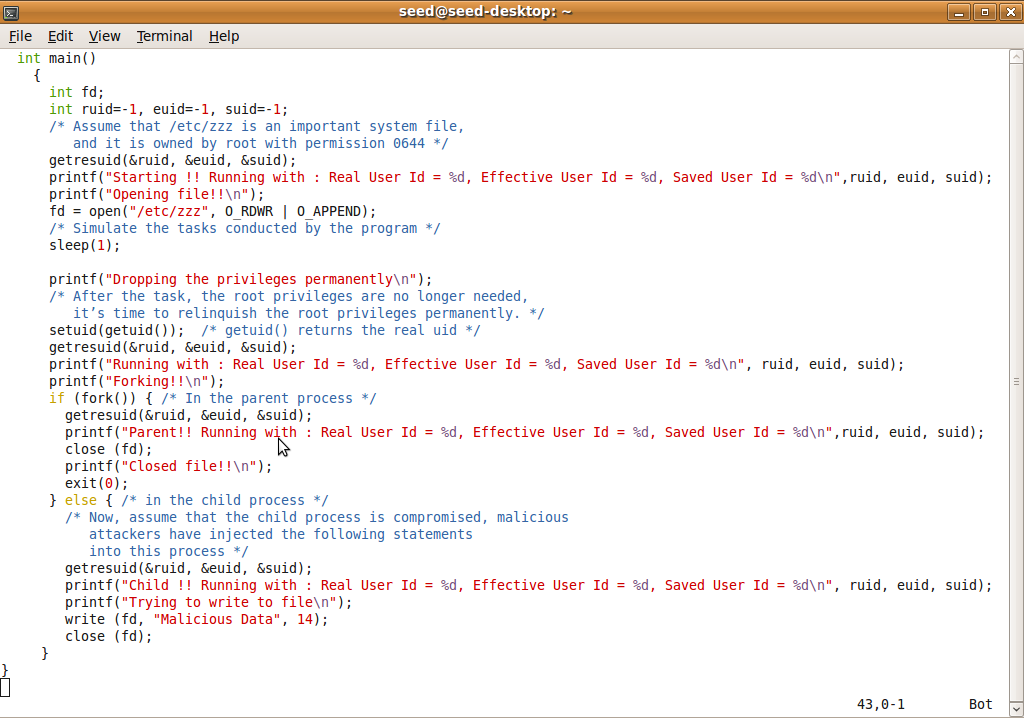 seed@seed-desktop: ~
File Edit View Terminal Help
int main()
{
int fd;
int ruid=-1, euid=-1, suid=-1;
/* Assume that /etc/zzz is an important system file,
and it is owned by root with permission 0644 */
getresuid(&ruid, &euid, &suid);
printf("Starting !! Running with : Real User Id = %d, Effective User Id = %d, Saved User Id = %d\n",ruid, euid, suid);
printf("Opening file!!\n");
fd = open("/etc/zzz", O_RDWR | O_APPEND);
/* Simulate the tasks conducted by the program */
sleep(1);
printf("Dropping the privileges permanently\n");
/* After the task, the root privileges are no longer needed,
it’s time to relinquish the root privileges permanently. */
setuid(getuid());  /* getuid() returns the real uid */
getresuid(&ruid, &euid, &suid);
printf("Running with : Real User Id = %d, Effective User Id = %d, Saved User Id = %d\n", ruid, euid, suid);
printf("Forking!!\n");
if (fork()) { /* In the parent process */
getresuid(&ruid, &euid, &suid);
printf("Parent!! Running with : Real User Id = %d, Effective User Id = %d, Saved User Id = %d\n",ruid, euid, suid);
close (fd);
printf("Closed file!!\n");
exit(0);
} else { /* in the child process */
/* Now, assume that the child process is compromised, malicious
attackers have injected the following statements
into this process */
getresuid(&ruid, &euid, &suid);
printf("Child !! Running with : Real User Id = %d, Effective User Id = %d, Saved User Id = %d\n", ruid, euid, suid);
printf("Trying to write to file\n");
write (fd, "Malicious Data", 14);
close (fd);
}
}
43,0-1 Bot